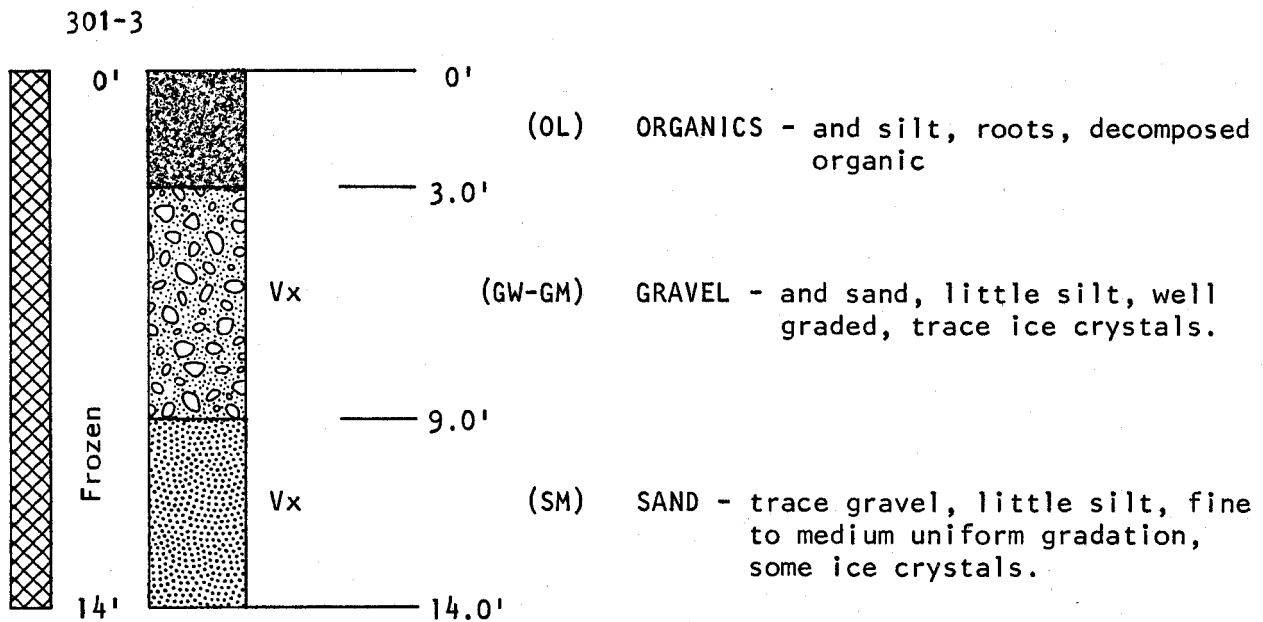 301-3
0' 0'
(OL) ORGANICS - and silt, roots, decomposed
organic
3.0'
Vx (GW-GM) GRAVEL - and sand, little silt, well
graded, trace ice crystals.
9.0'
Frozen
Vx (SM) SAND - trace gravel, little silt, fine
to medium uniform gradation,
some ice crystals.
14' 14.0'